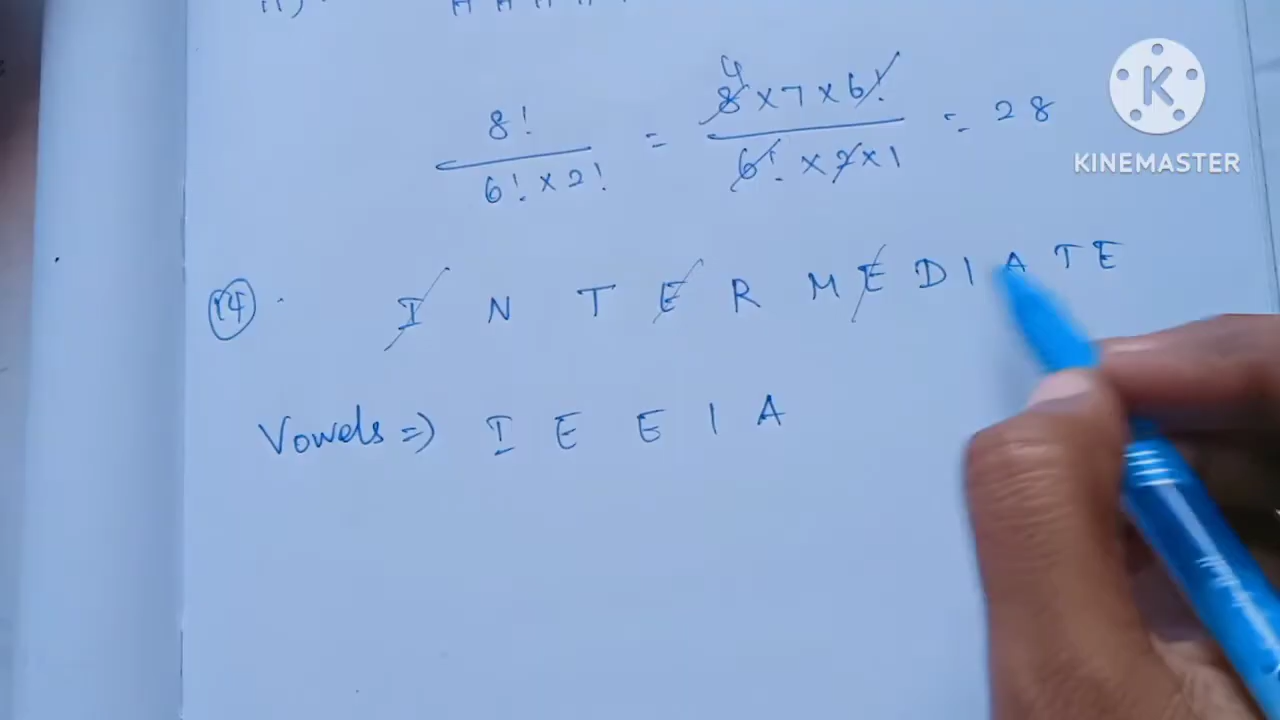 8! / 6! x 2! = 8 4 x 7 x 6! / 6! x 2 x 1 = 28
K
KINEMASTER
14 I N T E R M E D I A T E
Vowels => I E E I A